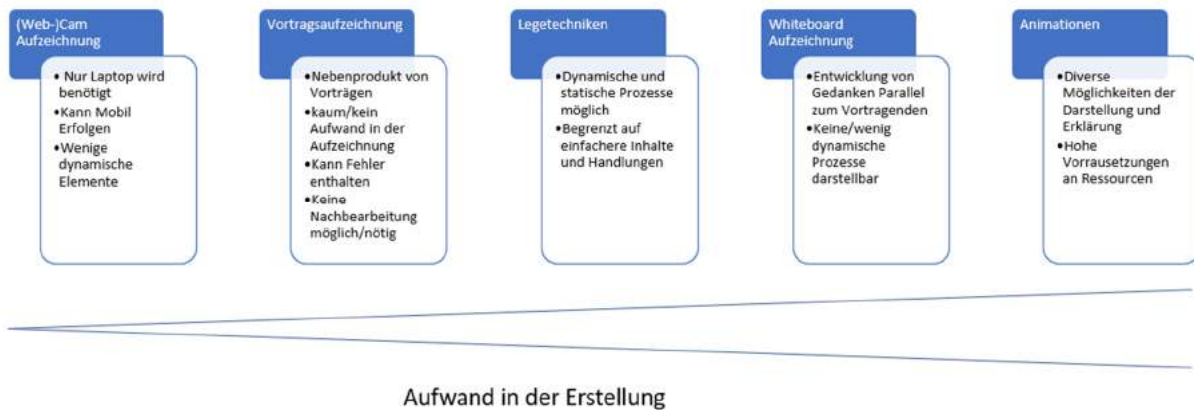 (Web-)Cam
Aufzeichnung
• Nur Laptop wird
benötigt
•Kann Mobil
Erfolgen
•Wenige
dynamische
Elemente
Vortragsaufzeichnung
•Nebenprodukt von
Vorträgen
•kaum/kein
Aufwand in der
Aufzeichnung
•Kann Fehler
enthalten
•Keine
Nachbearbeitung
möglich/nötig
Legetechniken
•Dynamische und
statische Prozesse
möglich
•Begrenzt auf
einfachere Inhalte
und Handlungen
Whiteboard
Aufzeichnung
•Entwicklung von
Gedanken Parallel
zum Vortragenden
•Keine/wenig
dynamische
Prozesse
darstellbar
Animationen
•Diverse
Möglichkeiten der
Darstellung und
Erklärung
•Hohe
Vorrausetzungen
an Ressourcen
Aufwand in der Erstellung